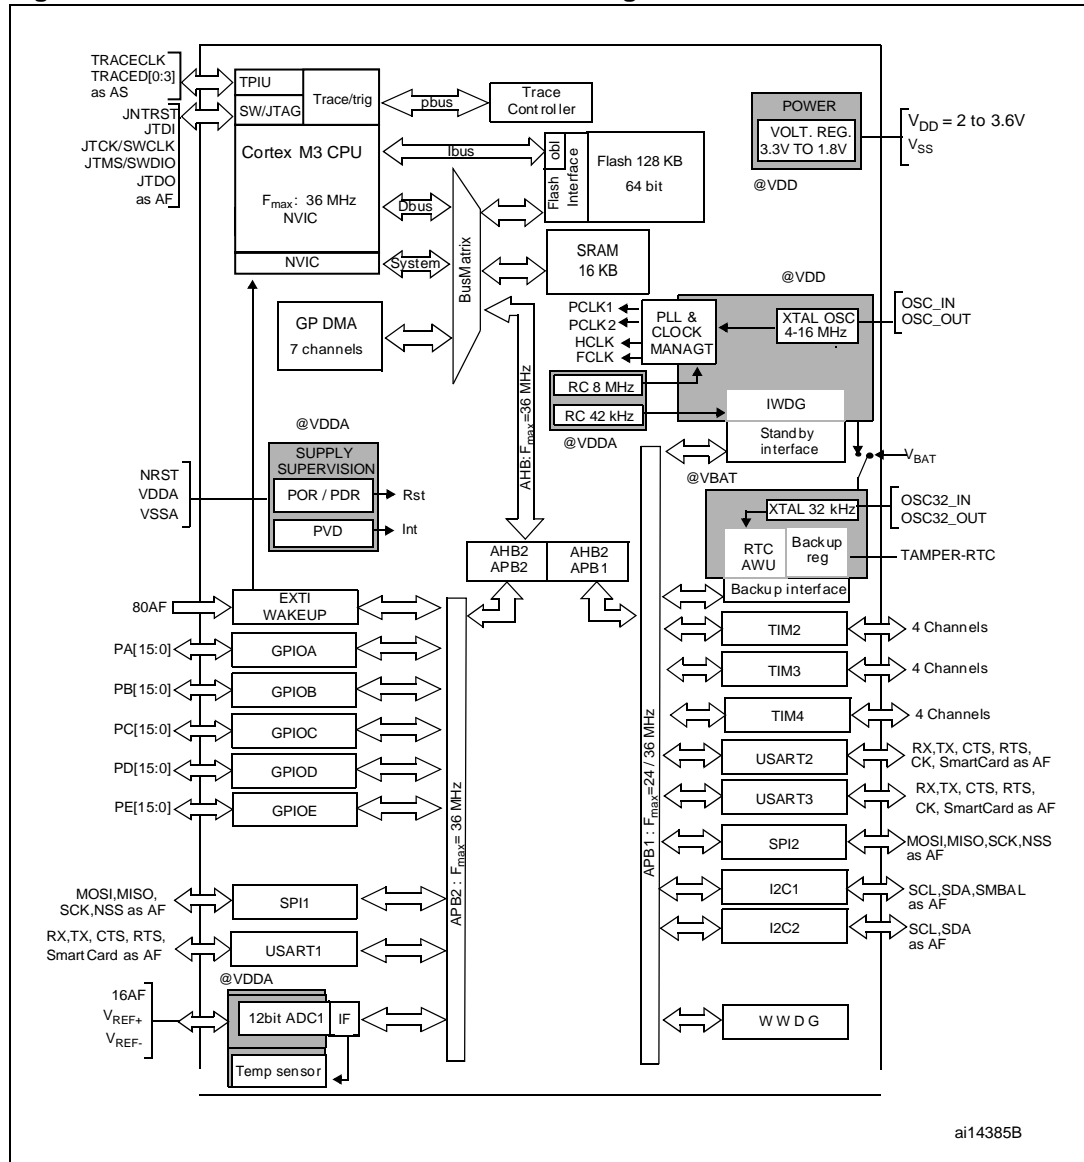 TRACECLK
TRACED[0:3]
as AS
JNTRST
JTDI
JTCK/SWCLK
JTMS/SWDIO
JTDO
as AF
TPIU
SW/JTAG
Trace/trig
pbus
Trace
Controller
Cortex M3 CPU
Fmax: 36 MHz
NVIC
NVIC
Ibus
Dbus
System
BusMatrix
Flash
obl
Interface
Flash 128 KB
64 bit
SRAM
16 KB
GP DMA
7 channels
POWER
VOLT. REG.
3.3V TO 1.8V
@VDD
VDD = 2 to 3.6V
VSS
@VDD
PCLK1
PCLK2
HCLK
FCLK
PLL &
CLOCK
MANAGT
XTAL OSC
4-16 MHz
OSC_IN
OSC_OUT
RC 8 MHz
RC 42 kHz
@VDDA
IWDG
Standby
interface
VBAT
@VBAT
XTAL 32 kHz
OSC32_IN
OSC32_OUT
RTC
AWU
Backup
reg
TAMPER-RTC
Backup interface
AHB: Fmax=36 MHz
@VDDA
SUPPLY
SUPERVISION
POR / PDR
Rst
PVD
Int
NRST
VDDA
VSSA
AHB2
APB2
AHB2
APB1
80AF
EXTI
WAKEUP
PA[15:0]
GPIOA
PB[15:0]
GPIOB
PC[15:0]
GPIOC
PD[15:0]
GPIOD
PE[15:0]
GPIOE
MOSI,MISO,
SCK,NSS as AF
SPI1
RX,TX, CTS, RTS,
SmartCard as AF
USART1
@VDDA
16AF
VREF+
VREF-
12bit ADC1
IF
Temp sensor
APB2 : Fmax= 36 MHz
APB1 : Fmax=24 / 36 MHz
TIM2
4 Channels
TIM3
4 Channels
TIM4
4 Channels
USART2
RX,TX, CTS, RTS,
CK, SmartCard as AF
USART3
RX,TX, CTS, RTS,
CK, SmartCard as AF
SPI2
MOSI,MISO,SCK,NSS
as AF
I2C1
SCL,SDA,SMBAL
as AF
I2C2
SCL,SDA
as AF
WWDG
ai14385B